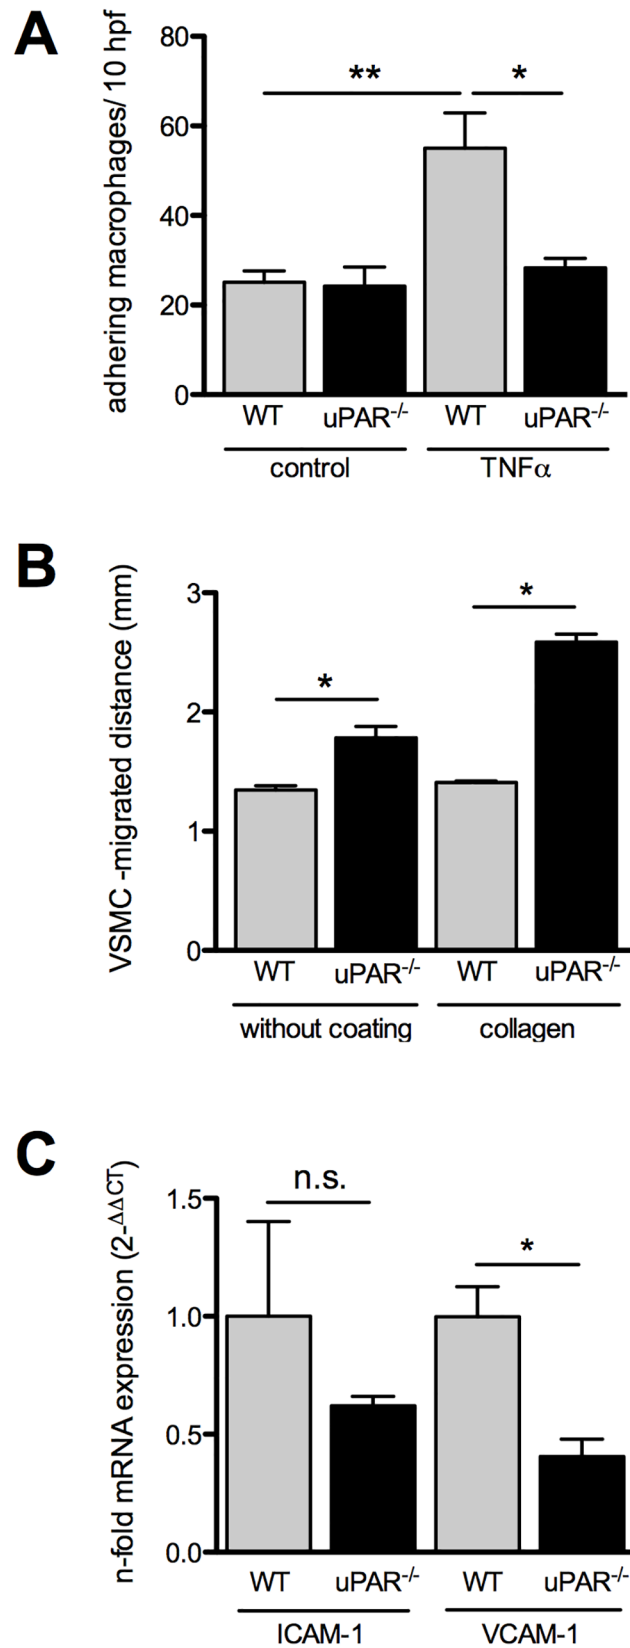 A
adhering macrophages/ 10 hpf
80
60
40
20
0
**
*
WT
uPAR-/-
WT
uPAR-/-
control
TNFα
B
VSMC -migrated distance (mm)
3
2
1
0
*
*
WT
uPAR-/-
WT
uPAR-/-
without coating
collagen
C
n-fold mRNA expression (2-ΔΔCT)
1.5
1.0
0.5
0.0
n.s.
*
WT
uPAR-/-
WT
uPAR-/-
ICAM-1
VCAM-1